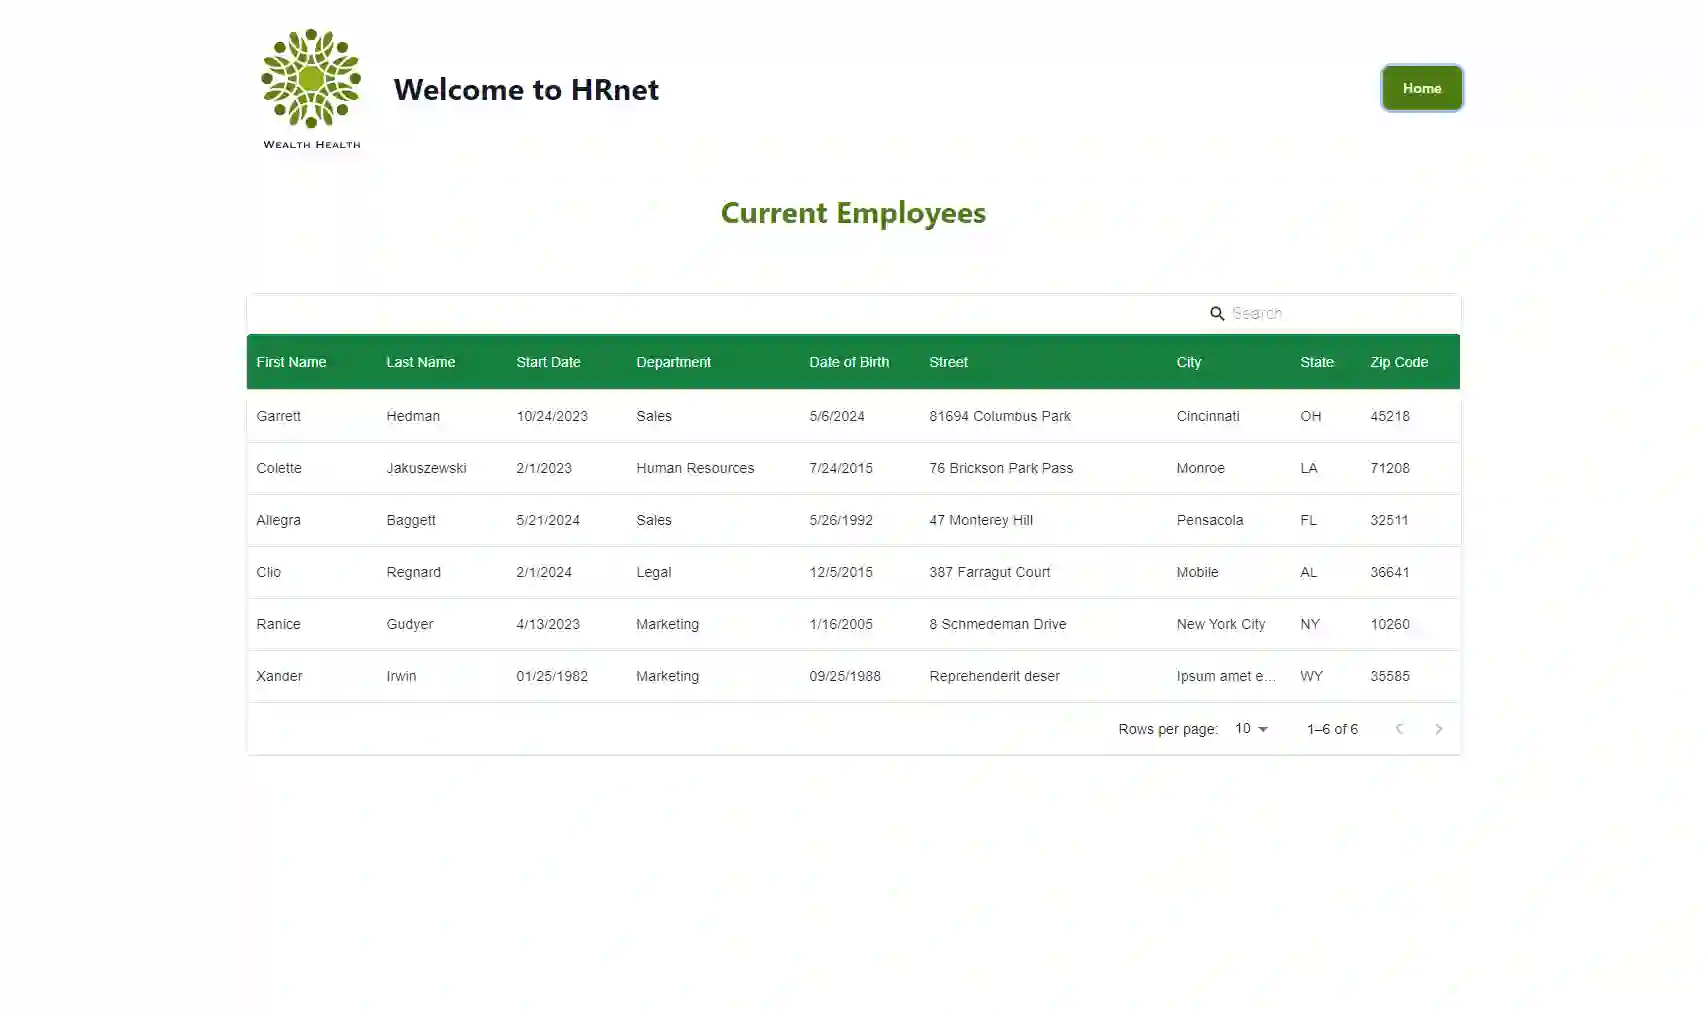 WEALTH HEALTH
Welcome to HRnet
Home
Current Employees
Search
First Name Last Name Start Date Department Date of Birth Street City State Zip Code
Garrett Hedman 10/24/2023 Sales 5/6/2024 81694 Columbus Park Cincinnati OH 45218
Colette Jakuszewski 2/1/2023 Human Resources 7/24/2015 76 Brickson Park Pass Monroe LA 71208
Allegra Baggett 5/21/2024 Sales 5/26/1992 47 Monterey Hill Pensacola FL 32511
Clio Regnard 2/1/2024 Legal 12/5/2015 387 Farragut Court Mobile AL 36641
Ranice Gudyer 4/13/2023 Marketing 1/16/2005 8 Schmedeman Drive New York City NY 10260
Xander Irwin 01/25/1982 Marketing 09/25/1988 Reprehenderit deser Ipsum amet e... WY 35585
Rows per page: 10 1–6 of 6